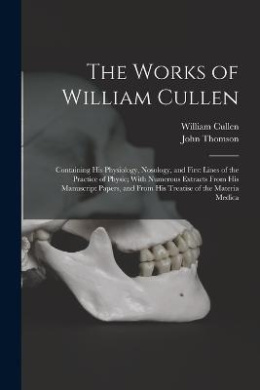 The Works of
William Cullen
Containing His Physiology, Nosology, and First Lines of the
Practice of Physic; With Numerous Extracts From His
Manuscript Papers, and From His Treatise of the Materia
Medica
William Cullen
John Thomson